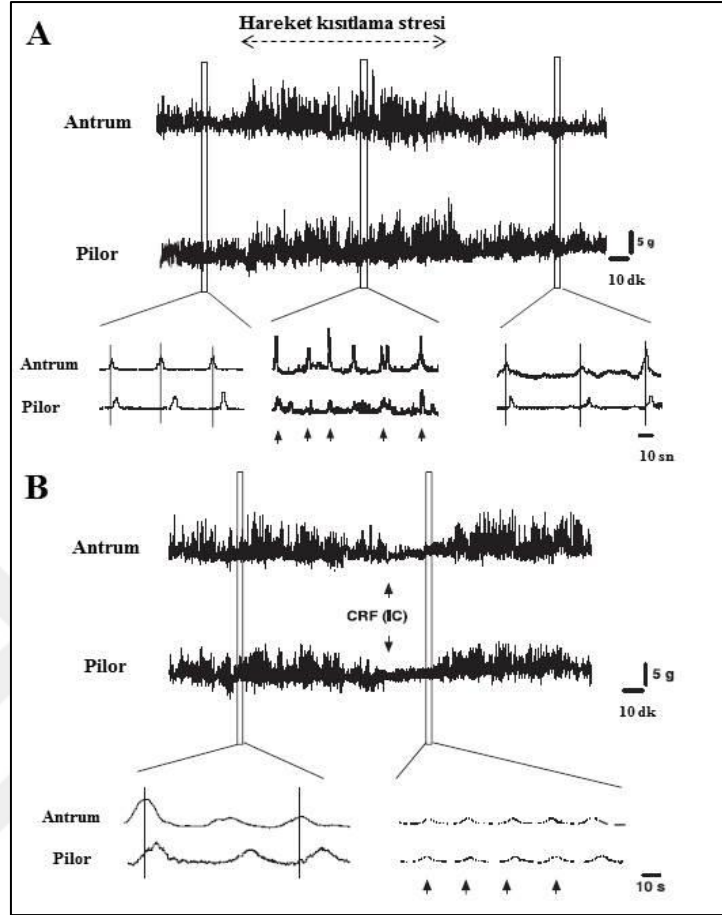 Hareket kısıtlama stresi
A
Antrum
Pilor
5 g
10 dk
Antrum
Pilor
10 sn
B
Antrum
CRF (IC)
Pilor
5 g
10 dk
Antrum
Pilor
10 s